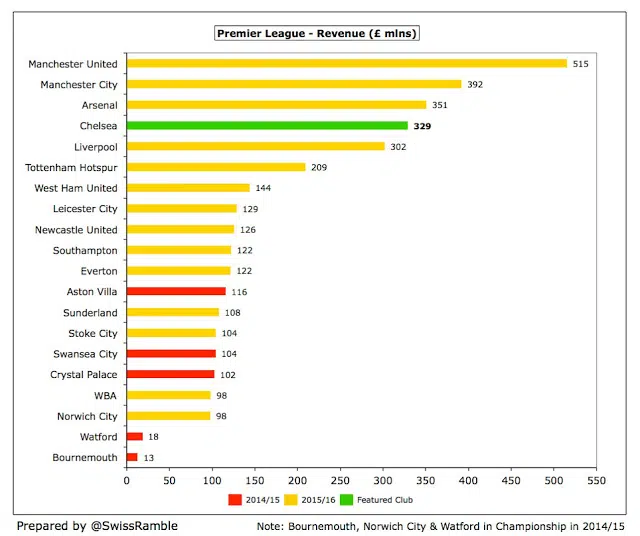 Premier League - Revenue (£ mlns)
Manchester United 515
Manchester City 392
Arsenal 351
Chelsea 329
Liverpool 302
Tottenham Hotspur 209
West Ham United 144
Leicester City 129
Newcastle United 126
Southampton 122
Everton 122
Aston Villa 116
Sunderland 108
Stoke City 104
Swansea City 104
Crystal Palace 102
WBA 98
Norwich City 98
Watford 18
Bournemouth 13
0 50 100 150 200 250 300 350 400 450 500 550
2014/15 2015/16 Featured Club
Prepared by @SwissRamble Note: Bournemouth, Norwich City & Watford in Championship in 2014/15